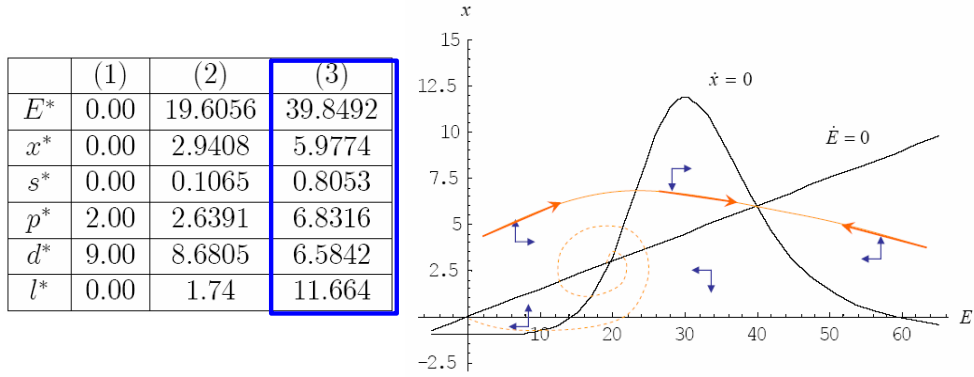 (1) (2) (3)
E* 0.00 19.6056 39.8492
x* 0.00 2.9408 5.9774
s* 0.00 0.1065 0.8053
p* 2.00 2.6391 6.8316
d* 9.00 8.6805 6.5842
l* 0.00 1.74 11.664
x
15
12.5
10
7.5
5
2.5
-2.5
ẋ = 0
Ė = 0
10 20 30 40 50 60 E